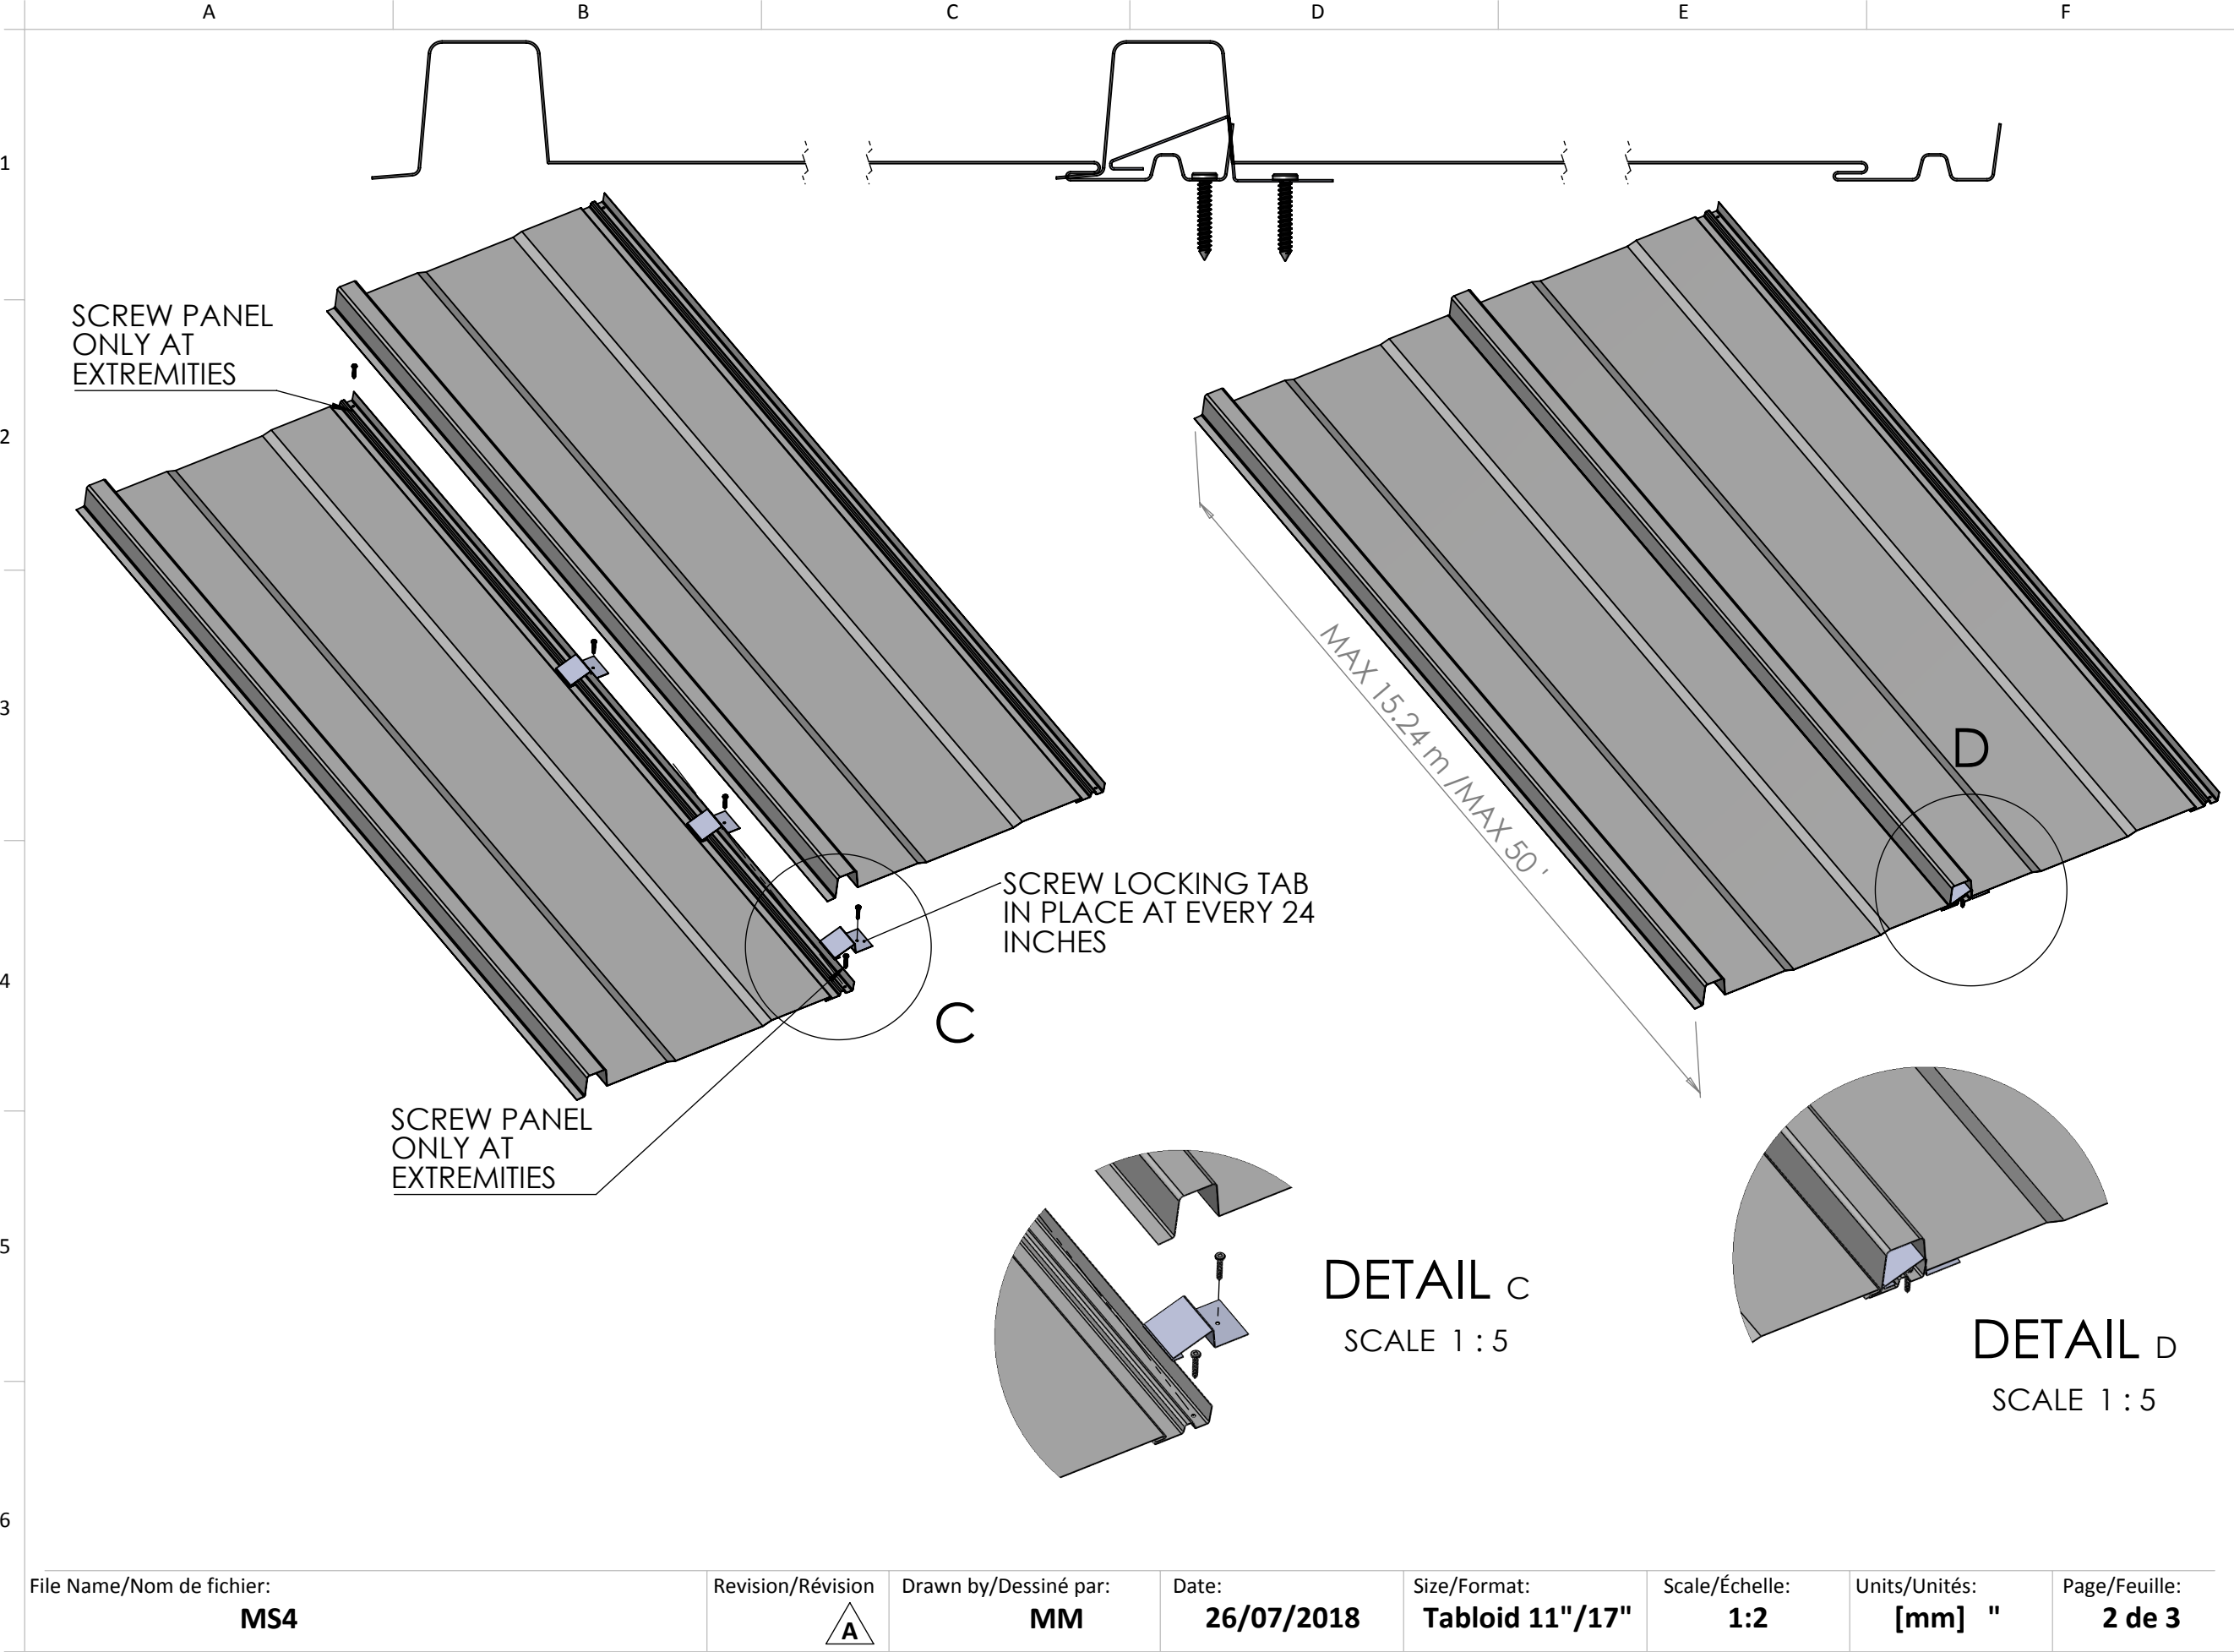 A B C D E F
1
SCREW PANEL
ONLY AT
EXTREMITIES
2
MAX 15.24 m /MAX 50 '
3
D
SCREW LOCKING TAB
IN PLACE AT EVERY 24
INCHES
4
C
SCREW PANEL
ONLY AT
EXTREMITIES
5
DETAIL C
SCALE 1 : 5
DETAIL D
SCALE 1 : 5
6
File Name/Nom de fichier:
MS4
Revision/Révision
A
Drawn by/Dessiné par:
MM
Date:
26/07/2018
Size/Format:
Tabloid 11"/17"
Scale/Échelle:
1:2
Units/Unités:
[mm] "
Page/Feuille:
2 de 3